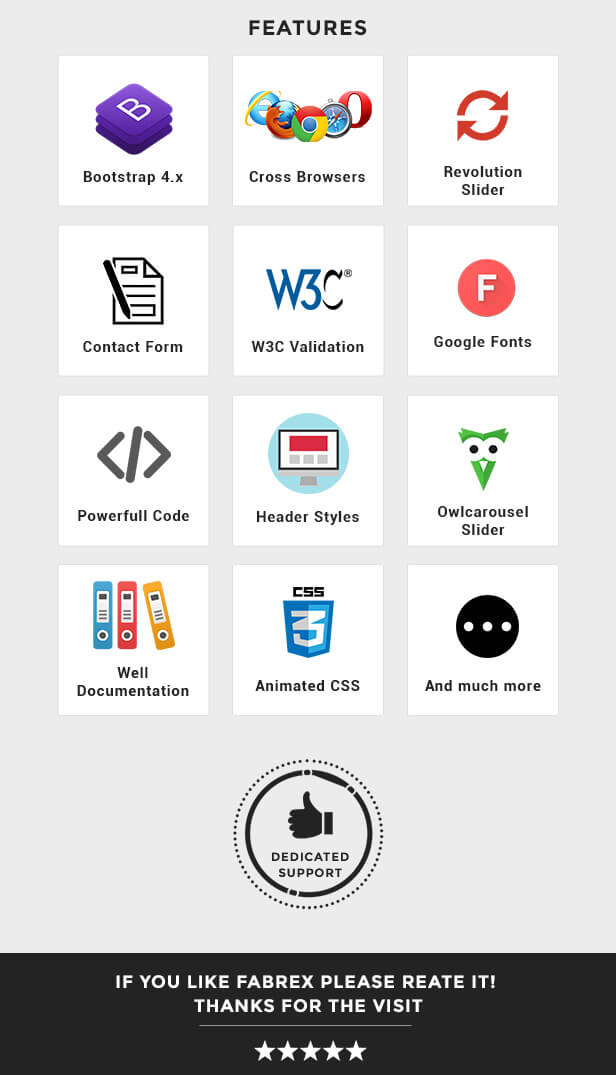 FEATURES
B
Bootstrap 4.x
Cross Browsers
Revolution
Slider
Contact Form
W3C®
W3C Validation
F
Google Fonts
</>
Powerfull Code
Header Styles
Owlcarousel
Slider
Well
Documentation
CSS
3
Animated CSS
And much more
DEDICATED
SUPPORT
IF YOU LIKE FABREX PLEASE REATE IT!
THANKS FOR THE VISIT